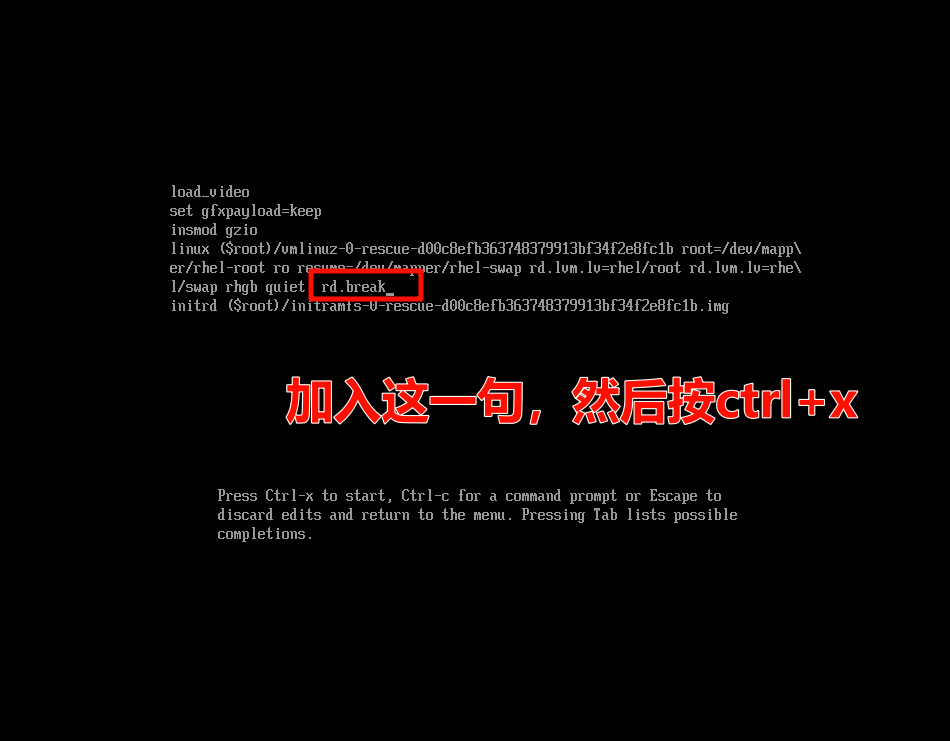 load_video
set gfxpayload=keep
insmod gzio
linux ($root)/vmlinuz-0-rescue-d00c8efb363748379913bf34f2e8fc1b root=/dev/mapp\
er/rhel-root ro resume=/dev/mapper/rhel-swap rd.lvm.lv=rhel/root rd.lvm.lv=rhe\
l/swap rhgb quiet rd.break_
initrd ($root)/initramfs-0-rescue-d00c8efb363748379913bf34f2e8fc1b.img
加入这一句，然后按ctrl+x
Press Ctrl-x to start, Ctrl-c for a command prompt or Escape to
discard edits and return to the menu. Pressing Tab lists possible
completions.